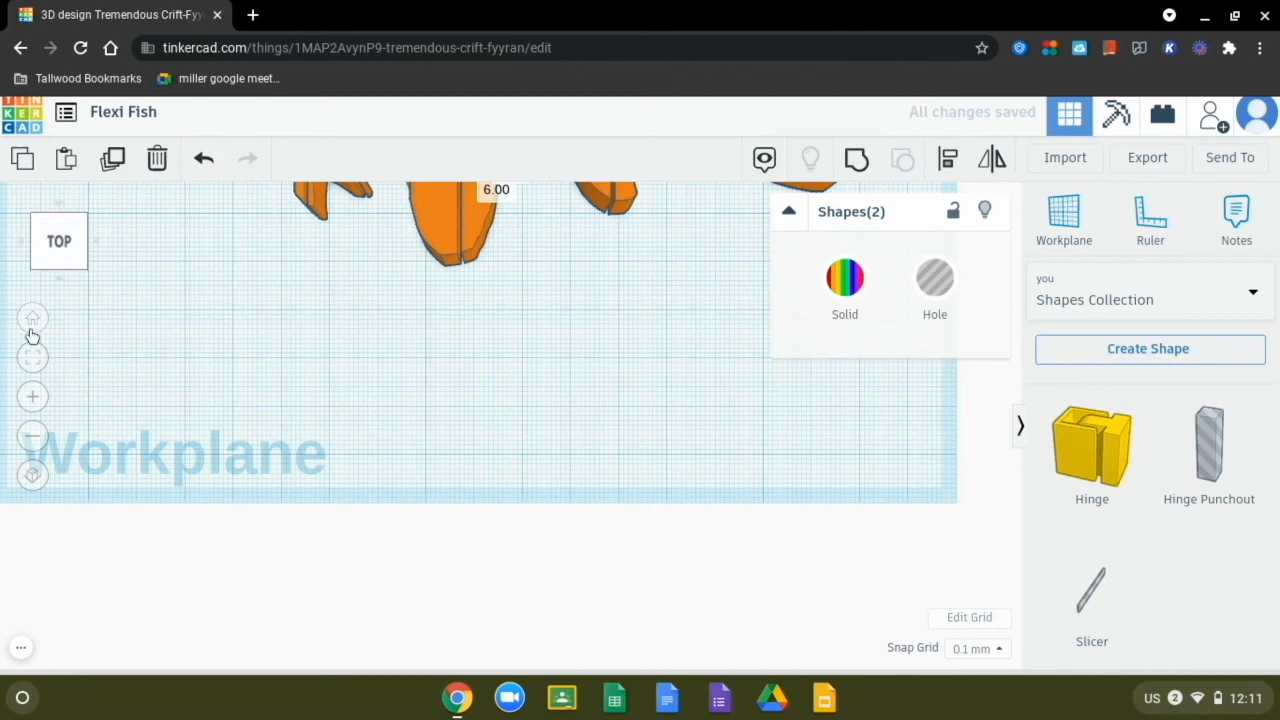 3D design Tremendous Crift-Fyy
tinkercad.com/things/1MAP2AvynP9-tremendous-crift-fyyran/edit
Tallwood Bookmarks
miller google meet...
TIN
KER
CAD
Flexi Fish
All changes saved
Import
Export
Send To
6.00
TOP
Shapes(2)
Solid
Hole
Workplane
Ruler
Notes
you
Shapes Collection
Create Shape
Hinge
Hinge Punchout
Slicer
Workplane
Edit Grid
Snap Grid
0.1 mm
US
2
12:11